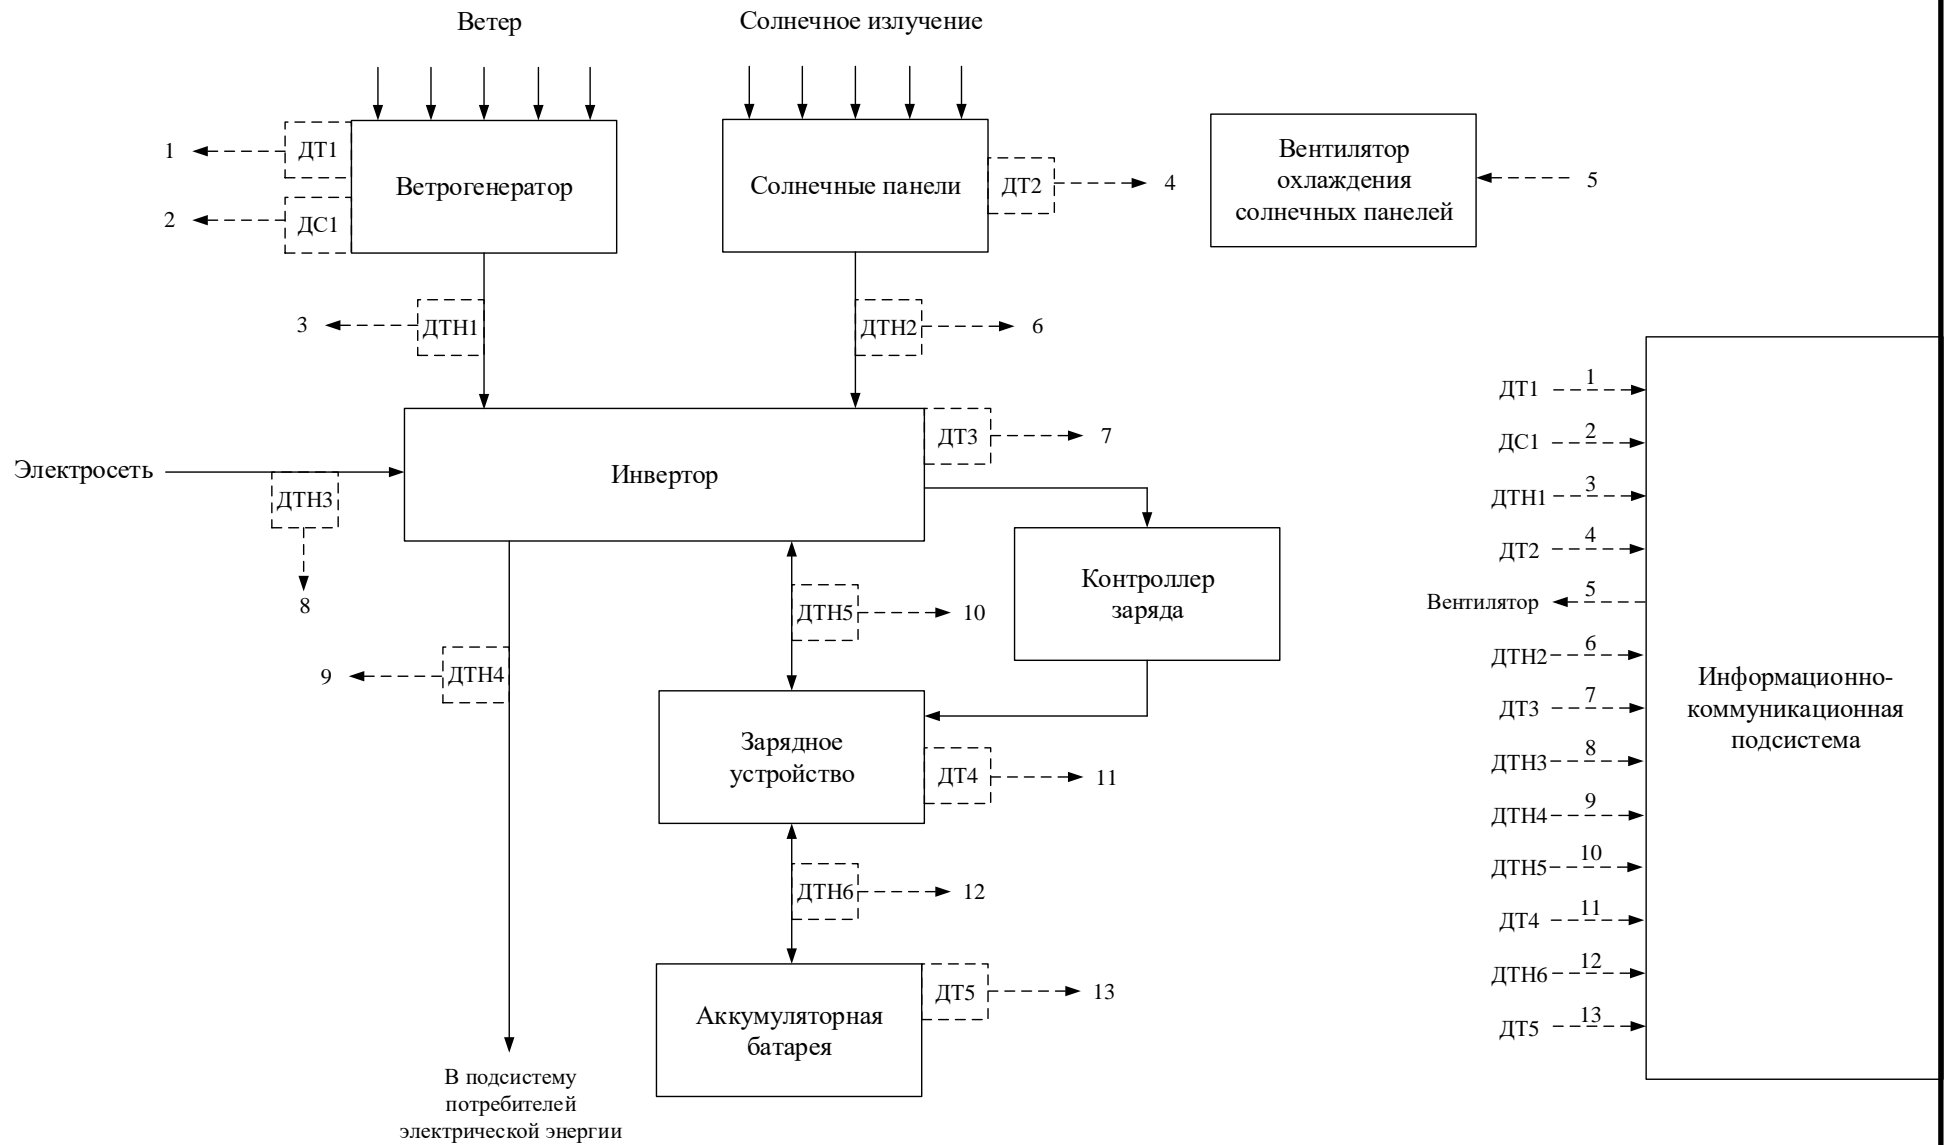 Ветер
Солнечное излучение
1
ДТ1
2
ДС1
Ветрогенератор
Солнечные панели
ДТ2
4
Вентилятор
охлаждения
солнечных панелей
5
3
ДТН1
ДТН2
6
Электросеть
ДТН3
8
Инвертор
ДТ3
7
Контроллер
заряда
ДТН5
10
9
ДТН4
Зарядное
устройство
ДТ4
11
ДТН6
12
Аккумуляторная
батарея
ДТ5
13
В подсистему
потребителей
электрической энергии
ДТ1 1
ДС1 2
ДТН1 3
ДТ2 4
Вентилятор 5
ДТН2 6
ДТ3 7
ДТН3 8
ДТН4 9
ДТН5 10
ДТ4 11
ДТН6 12
ДТ5 13
Информационно-
коммуникационная
подсистема